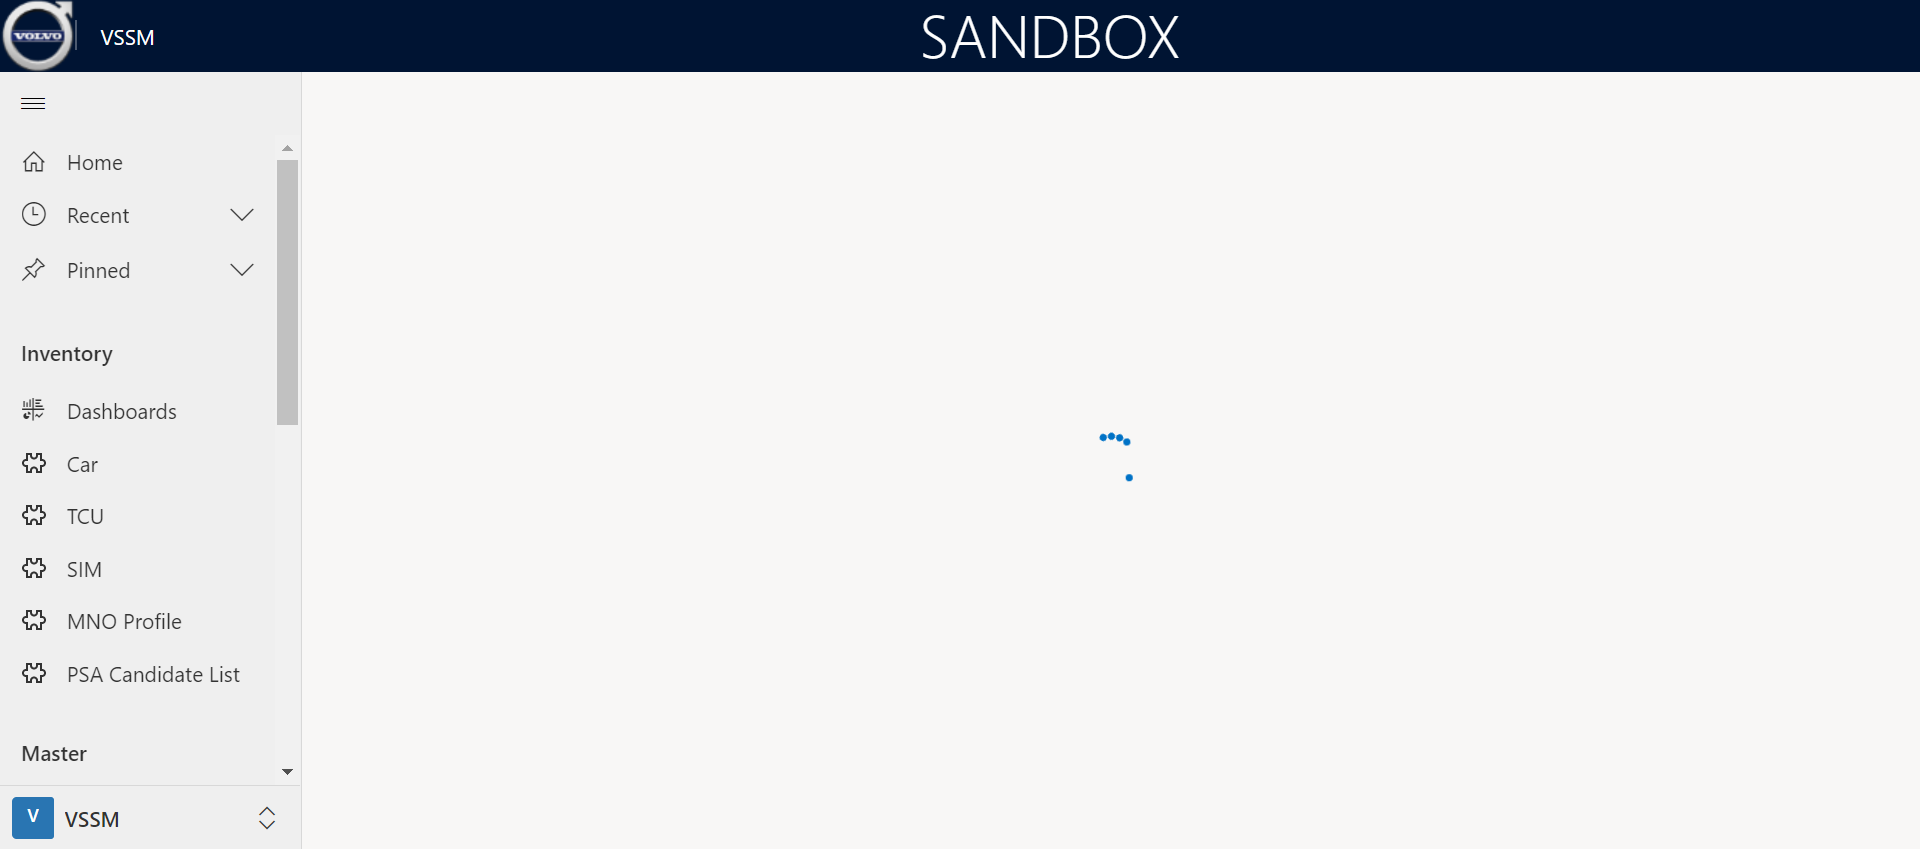 VOLVO
VSSM
SANDBOX
Home
Recent
Pinned
Inventory
Dashboards
Car
TCU
SIM
MNO Profile
PSA Candidate List
Master
V
VSSM